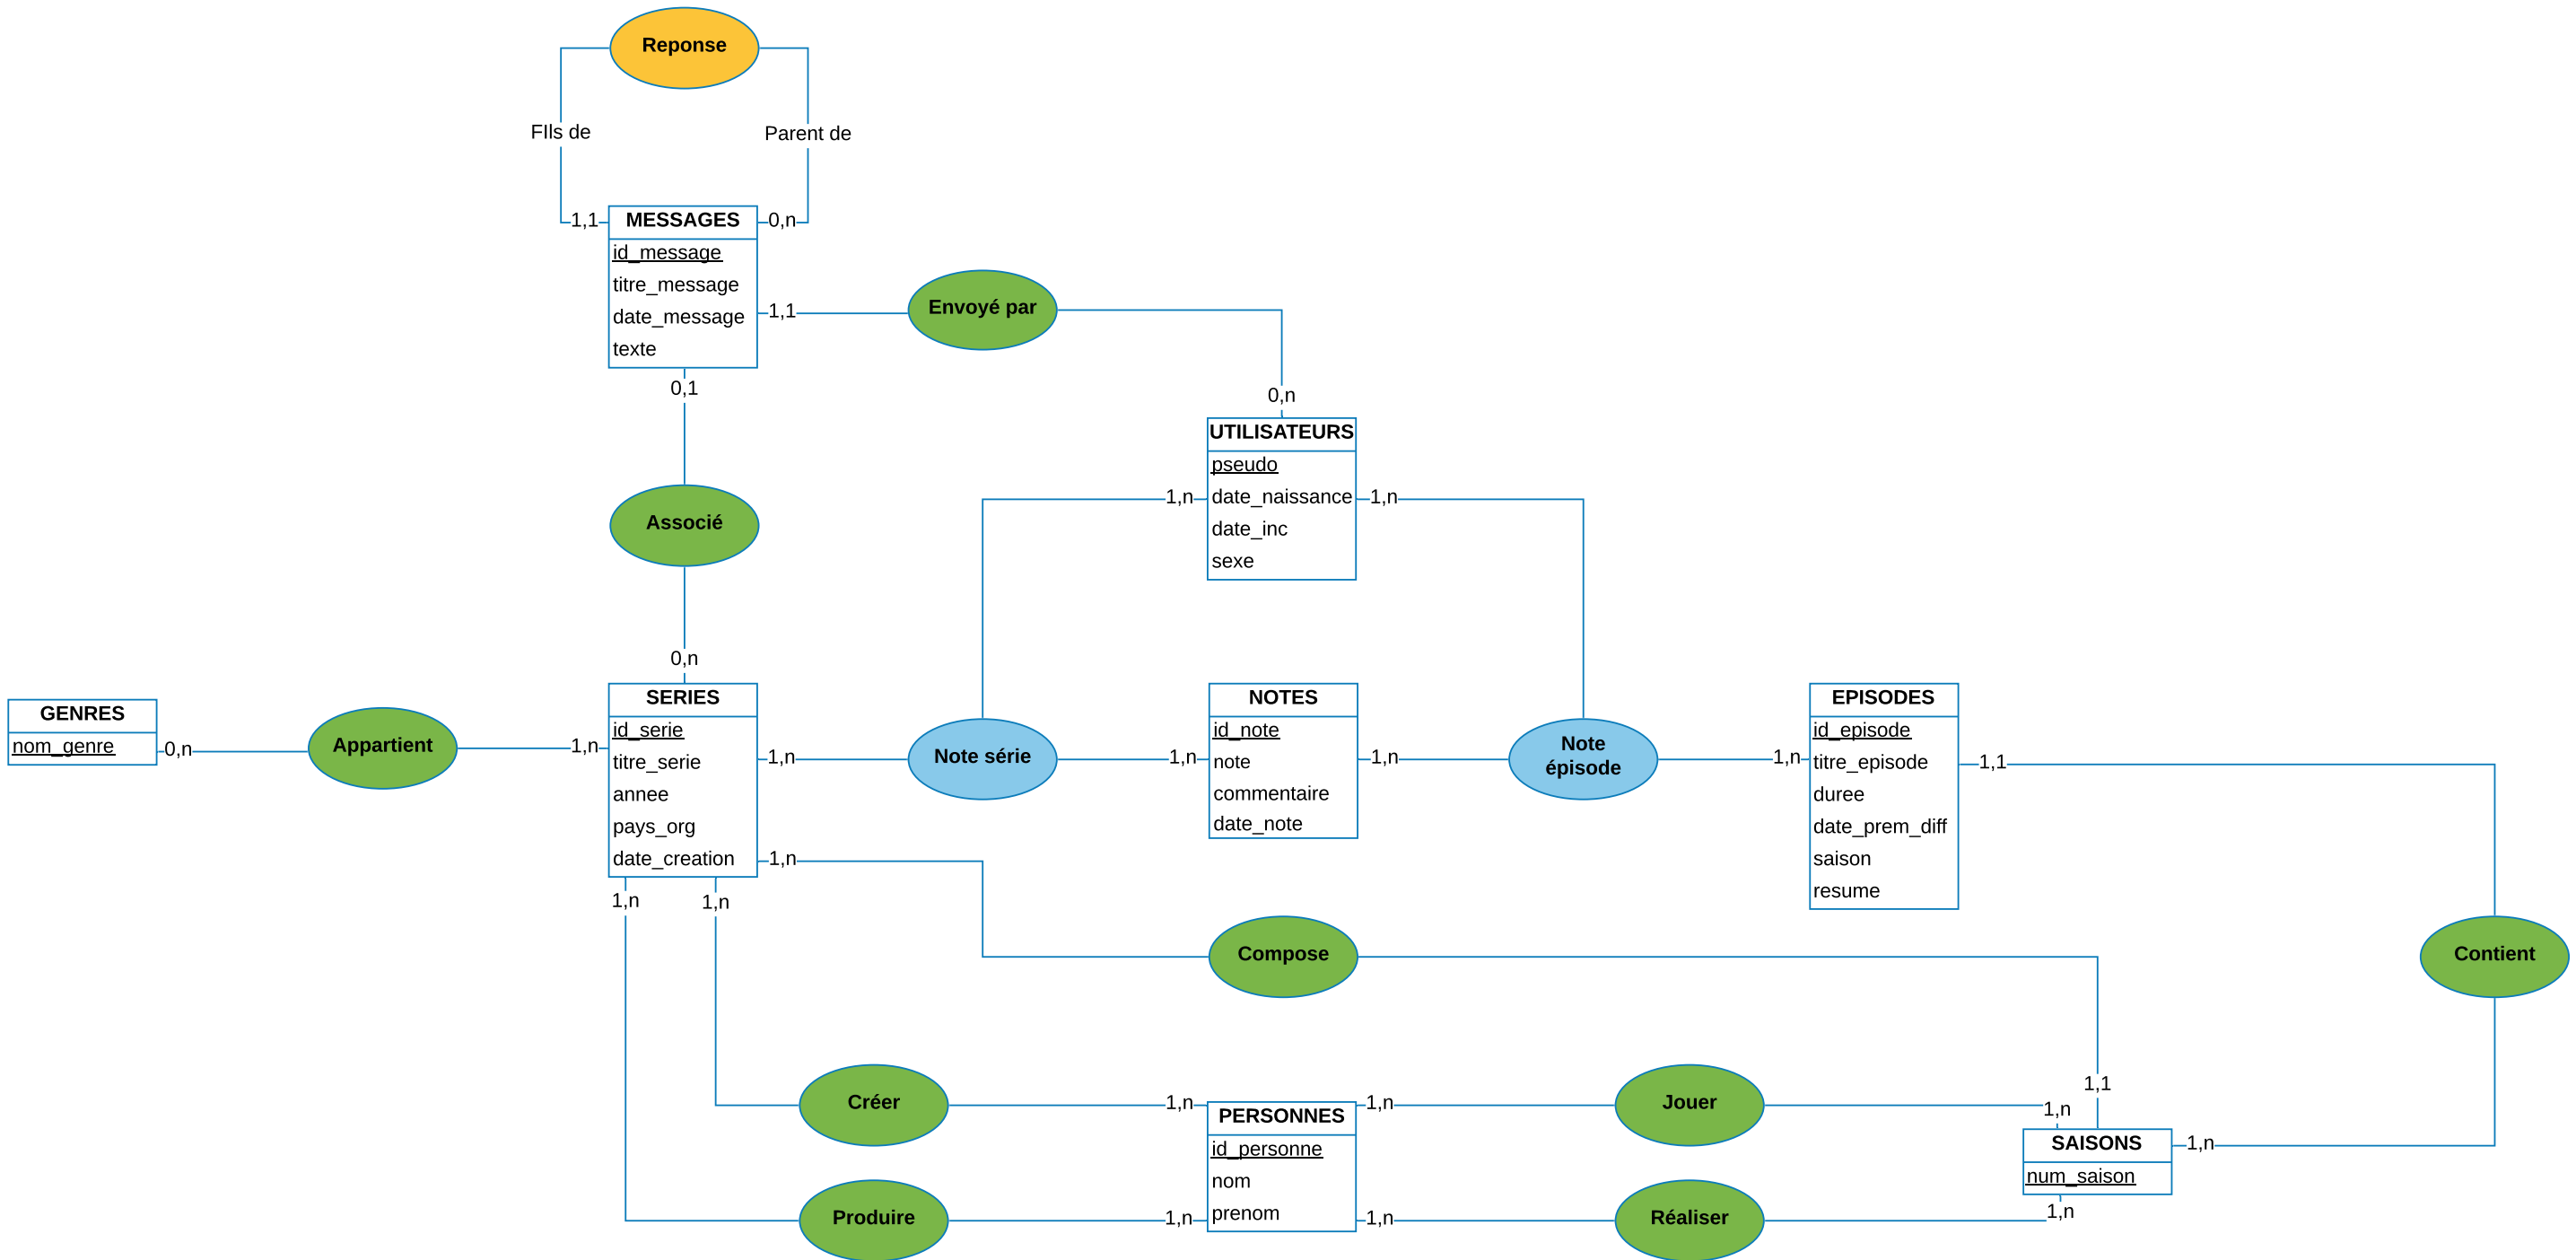 Reponse
FIls de
Parent de
1,1
MESSAGES
0,n
id_message
titre_message
date_message
texte
1,1
Envoyé par
0,1
0,n
UTILISATEURS
pseudo
date_naissance
date_inc
sexe
1,n
1,n
Associé
0,n
GENRES
nom_genre
0,n
Appartient
1,n
SERIES
id_serie
titre_serie
annee
pays_org
date_creation
1,n
Note série
1,n
NOTES
id_note
note
commentaire
date_note
1,n
Note
épisode
1,n
EPISODES
id_episode
titre_episode
duree
date_prem_diff
saison
resume
1,1
1,n
1,n
1,n
Compose
Contient
1,1
Créer
1,n
PERSONNES
id_personne
nom
prenom
1,n
Jouer
1,n
SAISONS
num_saison
1,n
Produire
1,n
1,n
Réaliser
1,n